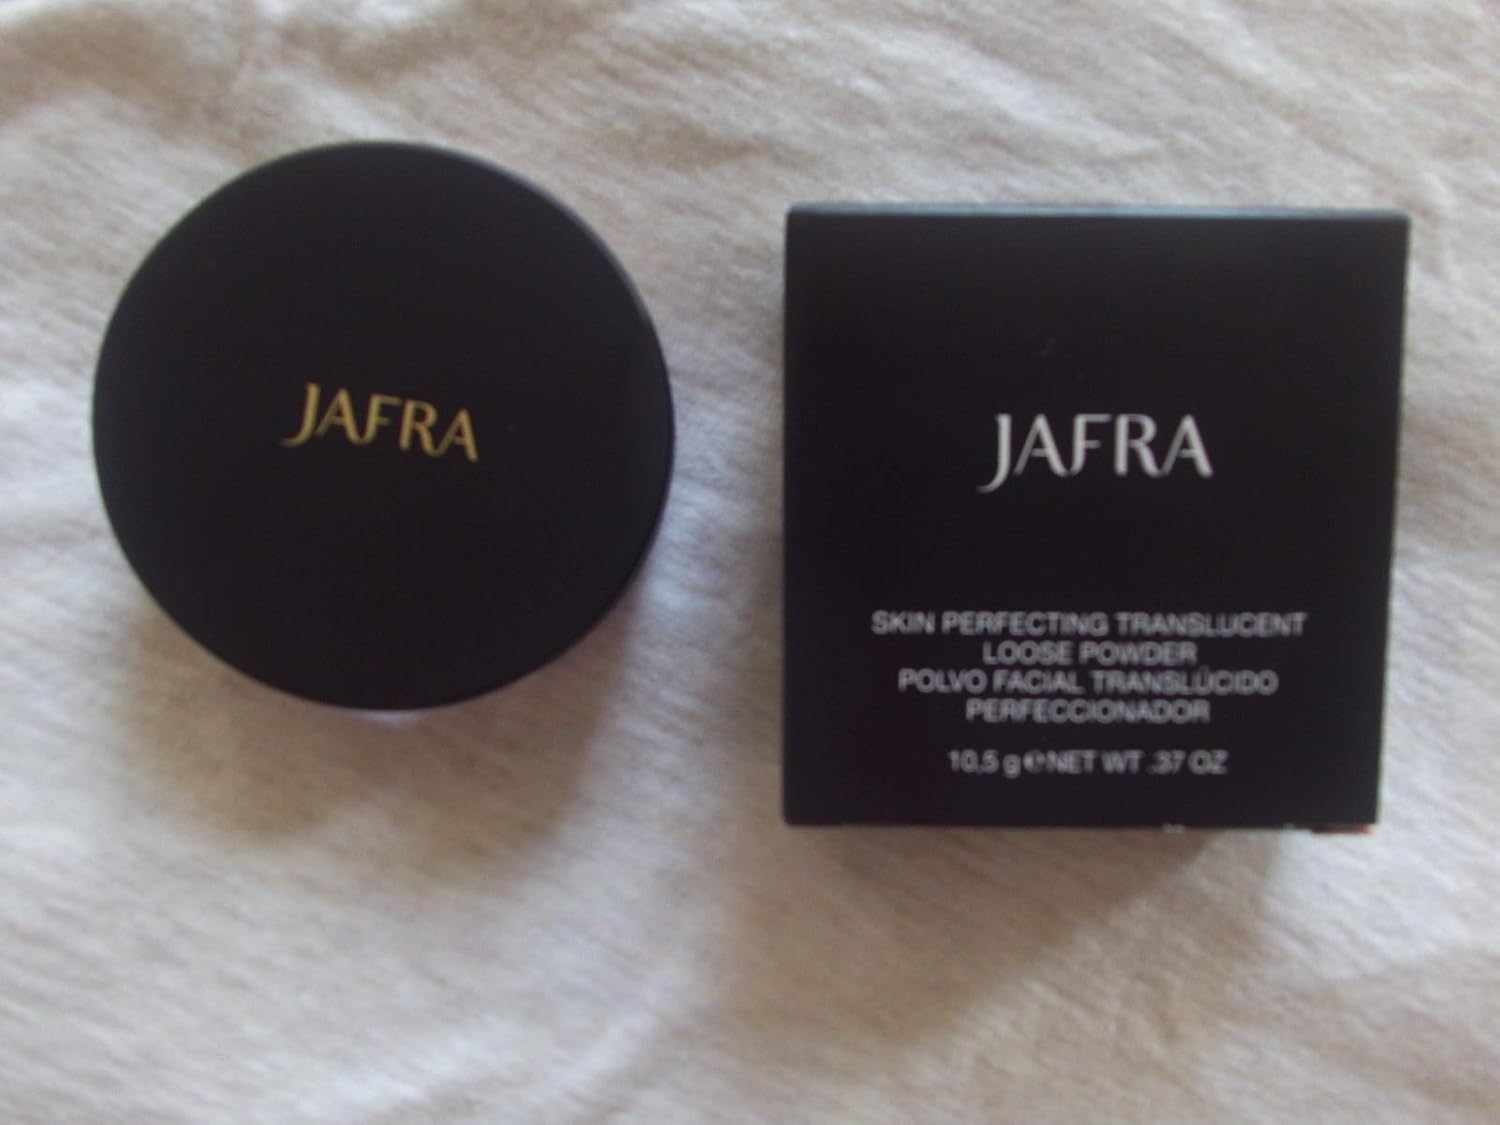 JAFRA
JAFRA
SKIN PERFECTING TRANSLUCENT
LOOSE POWDER
POLVO FACIAL TRANSLÚCIDO
PERFECCIONADOR
10,5 g ℮ NET WT .37 OZ